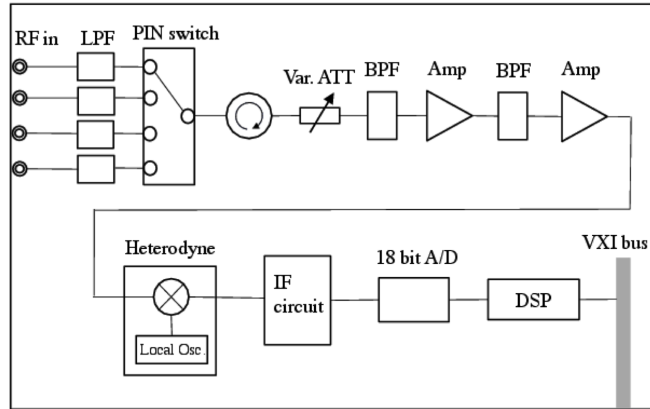 RF in
LPF
PIN switch
Var. ATT
BPF
Amp
BPF
Amp
Heterodyne
Local Osc.
IF
circuit
18 bit A/D
DSP
VXI bus